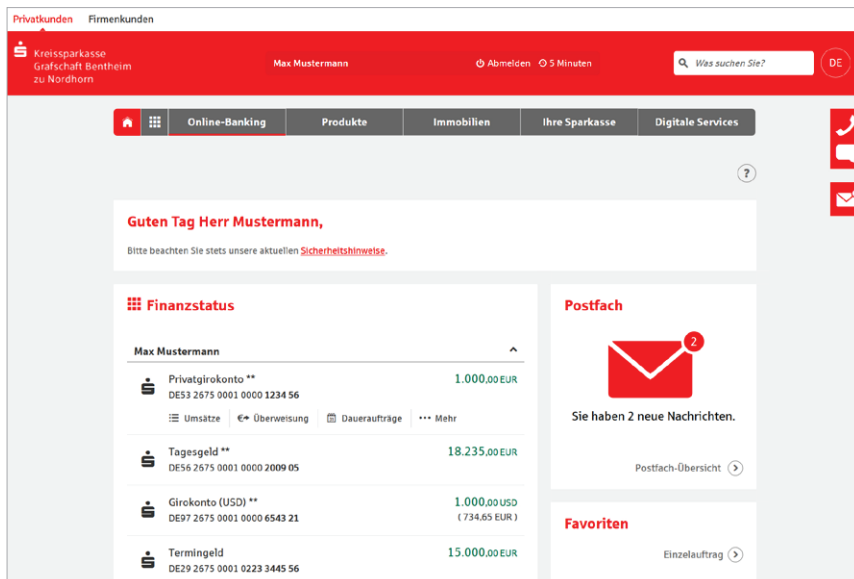 Privatkunden Firmenkunden
Kreissparkasse
Grafschaft Bentheim
zu Nordhorn
Max Mustermann
Abmelden 5 Minuten
Was suchen Sie?
DE
Online-Banking Produkte Immobilien Ihre Sparkasse Digitale Services
?
Guten Tag Herr Mustermann,
Bitte beachten Sie stets unsere aktuellen Sicherheitshinweise.
Finanzstatus
Max Mustermann
Privatgirokonto ** 1.000,00 EUR
DE53 2675 0001 0000 1234 56
Umsätze Überweisung Daueraufträge Mehr
Tagesgeld ** 18.235,00 EUR
DE56 2675 0001 0000 2009 05
Girokonto (USD) ** 1.000,00 USD
DE97 2675 0001 0000 6543 21 ( 734,65 EUR )
Termingeld 15.000,00 EUR
DE29 2675 0001 0223 3445 56
Postfach
2
Sie haben 2 neue Nachrichten.
Postfach-Übersicht
Favoriten
Einzelauftrag